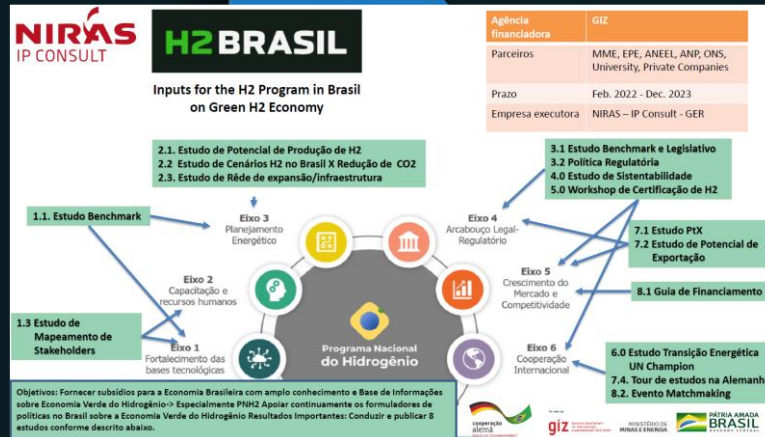 NIRAS
IP CONSULT
H2 BRASIL
Inputs for the H2 Program in Brasil
on Green H2 Economy
Agência
financiadora
GIZ
Parceiros
MME, EPE, ANEEL, ANP, ONS,
University, Private Companies
Prazo
Feb. 2022 - Dec. 2023
Empresa executora
NIRAS – IP Consult - GER
2.1. Estudo de Potencial de Produção de H2
2.2 Estudo de Cenários H2 no Brasil X Redução de CO2
2.3. Estudo de Rêde de expansão/infraestrutura
3.1 Estudo Benchmark e Legislativo
3.2 Política Regulatória
4.0 Estudo de Sistentabilidade
5.0 Workshop de Certificação de H2
1.1. Estudo Benchmark
Eixo 3
Planejamento
Energético
Eixo 4
Arcabouço Legal-
Regulatório
7.1 Estudo PtX
7.2 Estudo de Potencial de
Exportação
Eixo 2
Capacitação e
recursos humanos
Eixo 5
Crescimento do
Mercado e
Competitividade
8.1 Guia de Financiamento
1.3 Estudo de
Mapeamento de
Stakeholders
Eixo 1
Fortalecimento das
bases tecnológicas
Programa Nacional
do Hidrogênio
Eixo 6
Cooperação
Internacional
6.0 Estudo Transição Energética
UN Champion
7.4. Tour de estudos na Alemanh
8.2. Evento Matchmaking
Objetivos: Fornecer subsídios para a Economia Brasileira com amplo conhecimento e Base de Informações
sobre Economia Verde do Hidrogênio-> Especialmente PNH2 Apoiar continuamente os formuladores de
políticas no Brasil sobre a Economia Verde do Hidrogênio Resultados Importantes: Conduzir e publicar 8
estudos conforme descrito abaixo.
cooperação
alemã
giz
MINISTÉRIO DE
MINAS E ENERGIA
PÁTRIA AMADA
BRASIL
GOVERNO FEDERAL